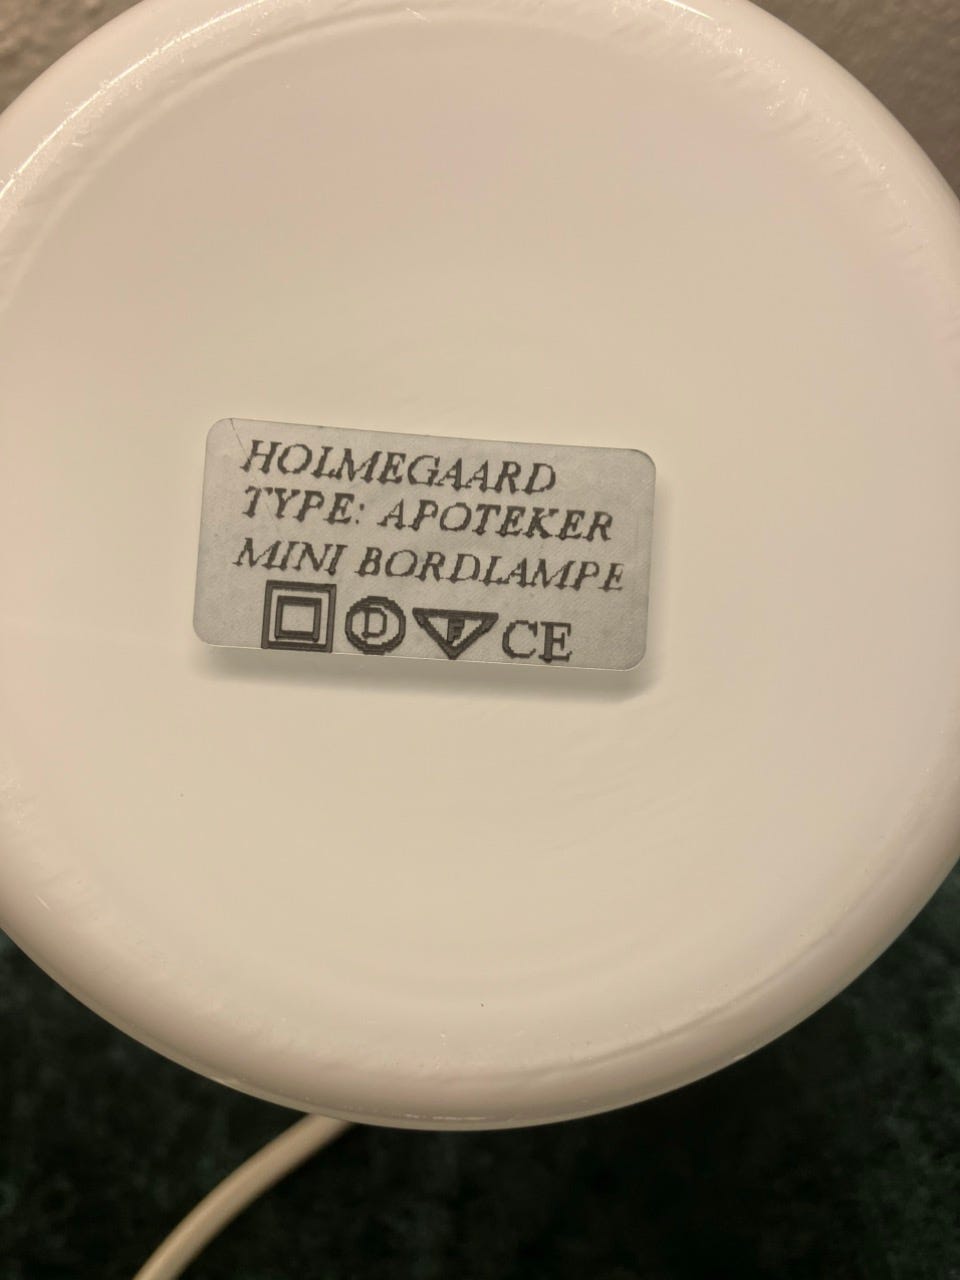 HOLMEGAARD
TYPE: APOTEKER
MINI BORDLAMPE
D F CE